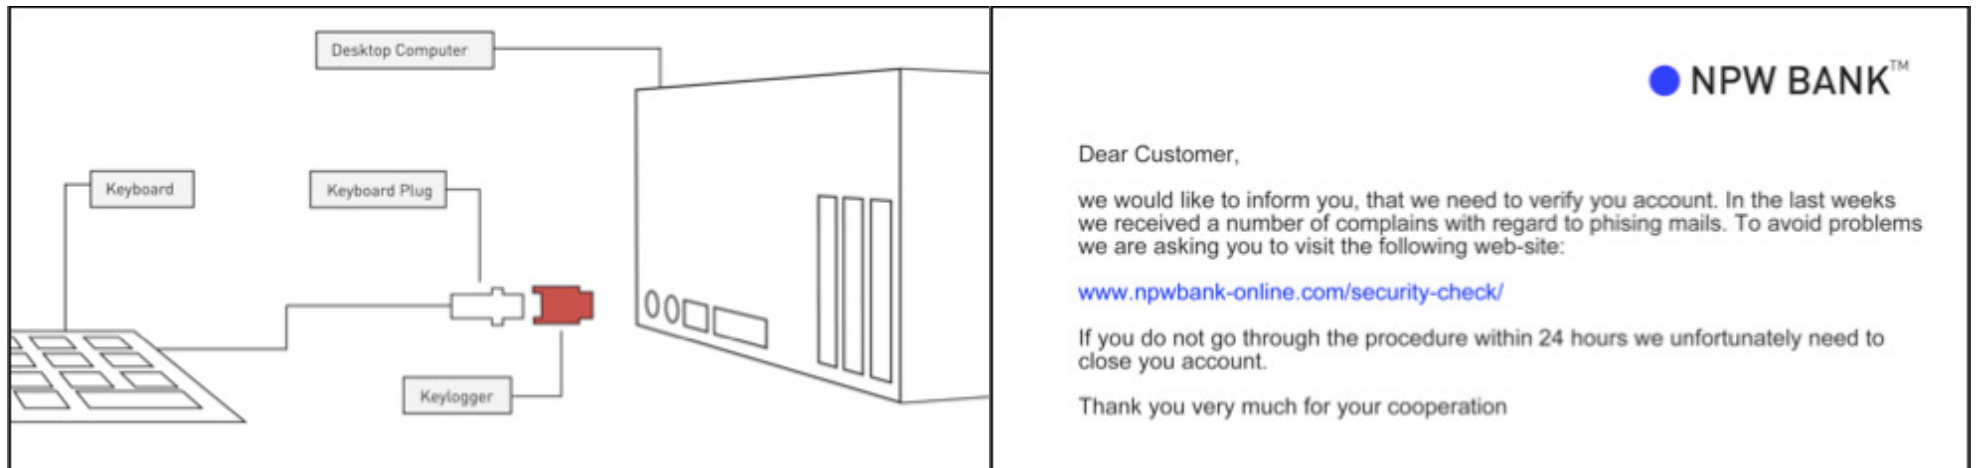 Desktop Computer
Keyboard
Keyboard Plug
Keylogger
NPW BANK™
Dear Customer,
we would like to inform you, that we need to verify you account. In the last weeks
we received a number of complains with regard to phising mails. To avoid problems
we are asking you to visit the following web-site:
www.npwbank-online.com/security-check/
If you do not go through the procedure within 24 hours we unfortunately need to
close you account.
Thank you very much for your cooperation